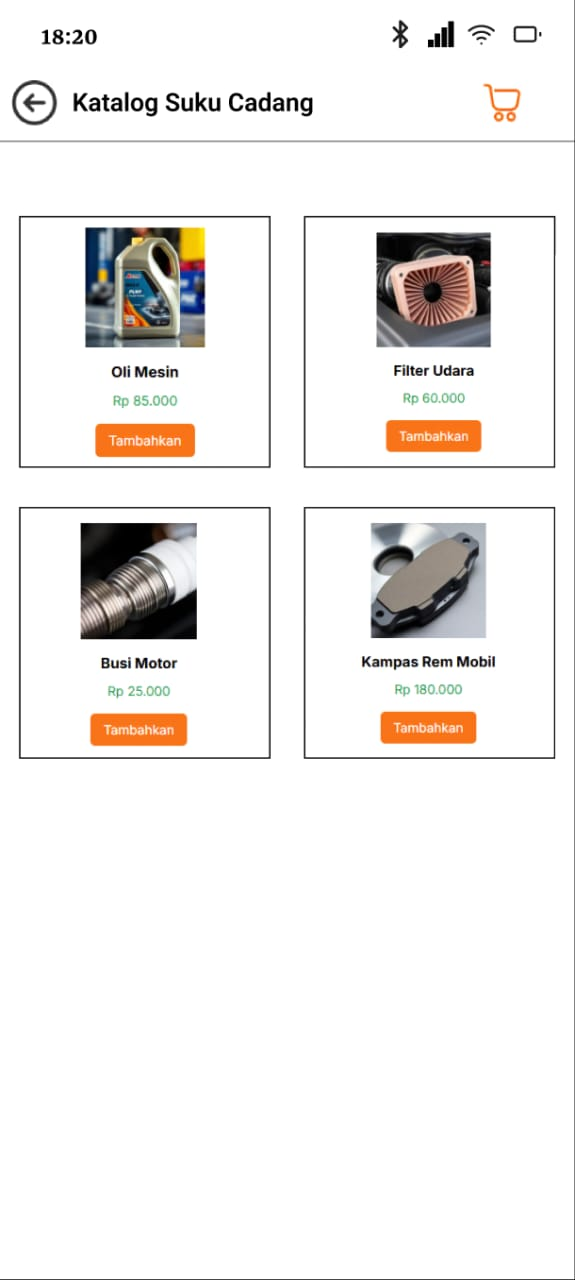 18:20
Katalog Suku Cadang
Oli Mesin
Rp 85.000
Tambahkan
Filter Udara
Rp 60.000
Tambahkan
Busi Motor
Rp 25.000
Tambahkan
Kampas Rem Mobil
Rp 180.000
Tambahkan